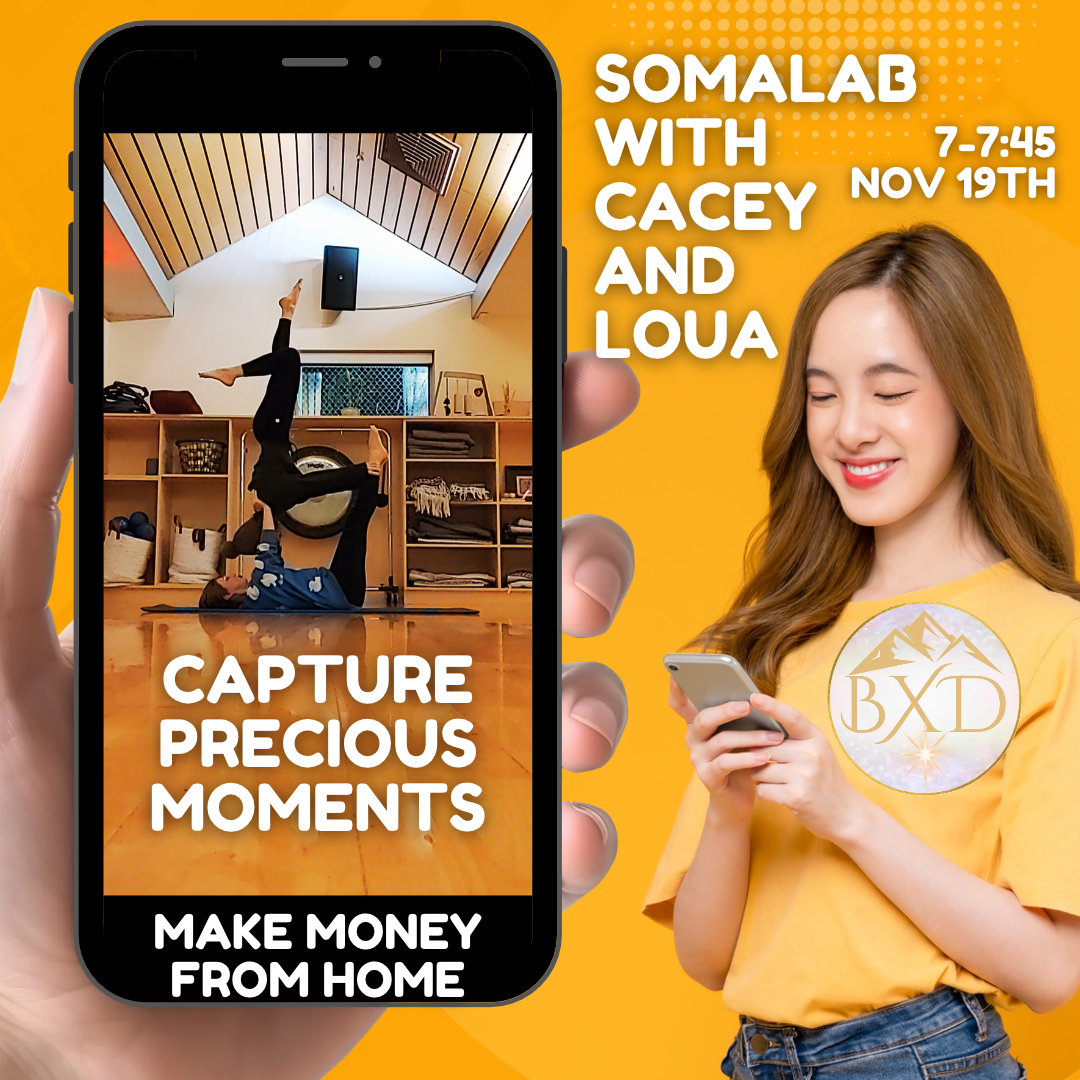 SOMALAB
WITH
CACEY
AND
LOUA
7-7:45
NOV 19TH
CAPTURE
PRECIOUS
MOMENTS
MAKE MONEY
FROM HOME
BXD